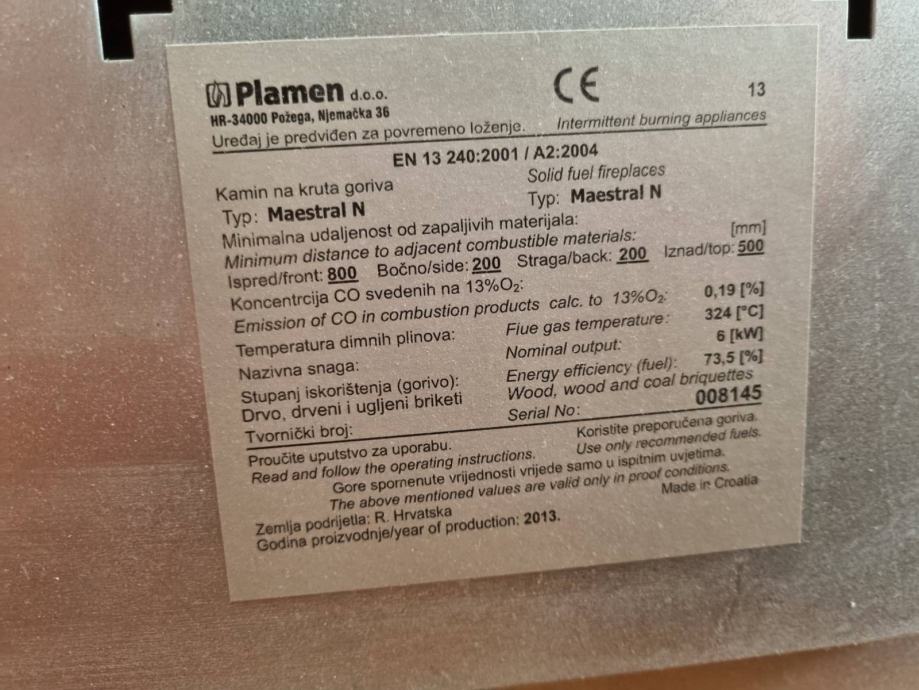 Plamen d.o.o. CE 13
HR-34000 Požega, Njemačka 36
Uređaj je predviđen za povremeno loženje. Intermittent burning appliances
EN 13 240:2001 / A2:2004
Kamin na kruta goriva Solid fuel fireplaces
Typ: Maestral N Typ: Maestral N
Minimalna udaljenost od zapaljivih materijala:
Minimum distance to adjacent combustible materials: [mm]
Ispred/front: 800 Bočno/side: 200 Straga/back: 200 Iznad/top: 500
Koncentrcija CO svedenih na 13%O₂:
Emission of CO in combustion products calc. to 13%O₂: 0,19 [%]
Temperatura dimnih plinova: Flue gas temperature: 324 [°C]
Nazivna snaga: Nominal output: 6 [kW]
Stupanj iskorištenja (gorivo): Energy efficiency (fuel): 73,5 [%]
Drvo, drveni i ugljeni briketi Wood, wood and coal briquettes
Tvornički broj: Serial No: 008145
Proučite uputstvo za uporabu. Koristite preporučena goriva.
Read and follow the operating instructions. Use only recommended fuels.
Gore spornenute vrijednosti vrijede samo u ispitnim uvjetima.
The above mentioned values are valid only in proof conditions.
Zemlja podrijetla: R. Hrvatska Made in Croatia
Godina proizvodnje/year of production: 2013.